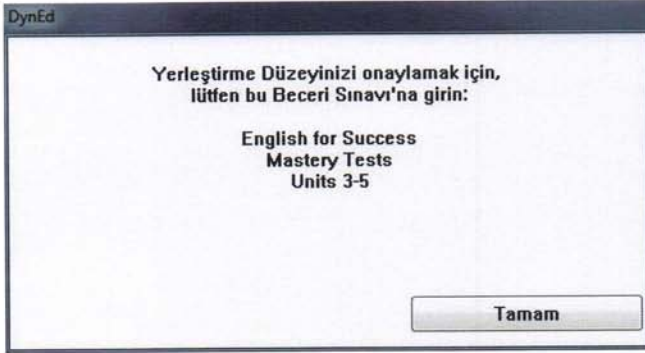 DynEd
Yerleştirme Düzeyinizi onaylamak için,
lütfen bu Beceri Sınavı'na girin:
English for Success
Mastery Tests
Units 3-5
Tamam